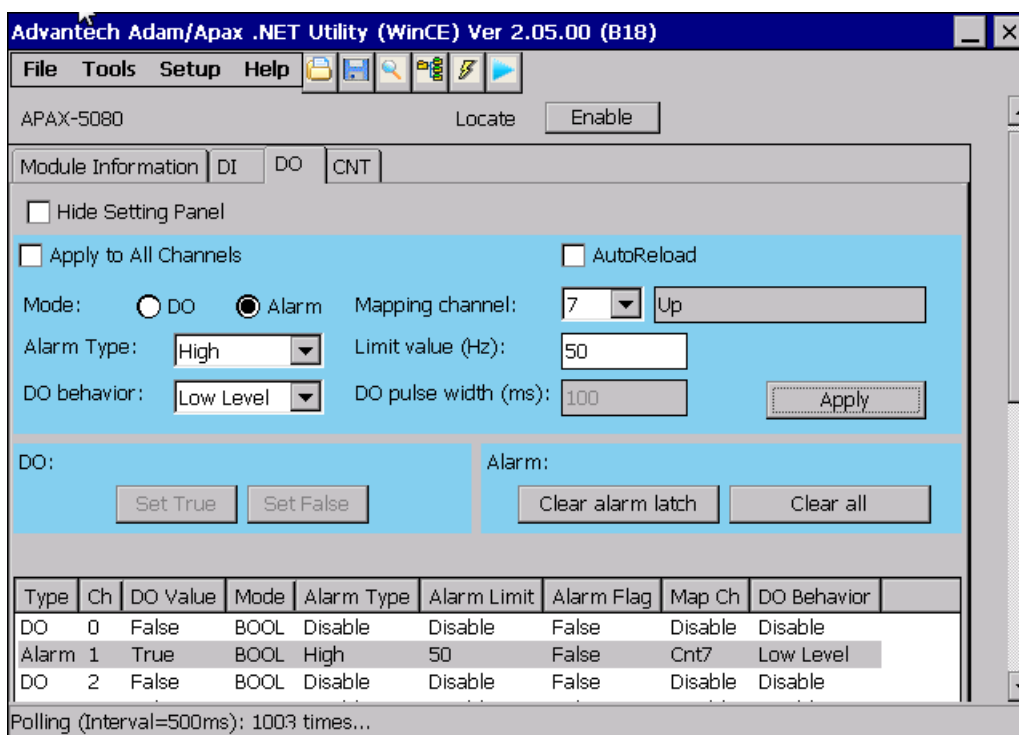 Advantech Adam/Apax .NET Utility (WinCE) Ver 2.05.00 (B18)
File Tools Setup Help
APAX-5080 Locate Enable
Module Information DI DO CNT
Hide Setting Panel
Apply to All Channels AutoReload
Mode: DO Alarm Mapping channel: 7 Up
Alarm Type: High Limit value (Hz): 50
DO behavior: Low Level DO pulse width (ms): 100 Apply
DO: Alarm:
Set True Set False Clear alarm latch Clear all
Type Ch DO Value Mode Alarm Type Alarm Limit Alarm Flag Map Ch DO Behavior
DO 0 False BOOL Disable Disable False Disable Disable
Alarm 1 True BOOL High 50 False Cnt7 Low Level
DO 2 False BOOL Disable Disable False Disable Disable
Polling (Interval=500ms): 1003 times...